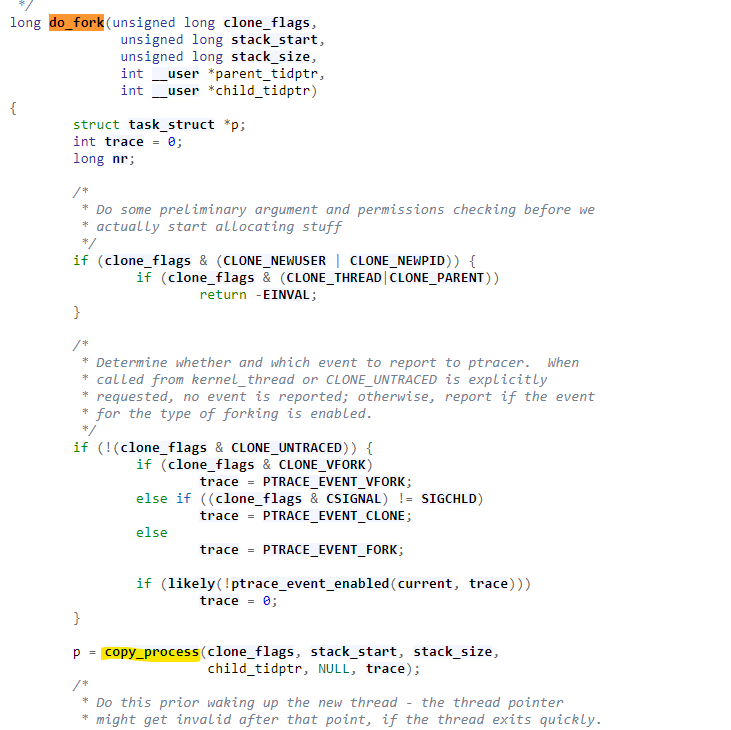 */
long do_fork(unsigned long clone_flags,
unsigned long stack_start,
unsigned long stack_size,
int __user *parent_tidptr,
int __user *child_tidptr)
{
struct task_struct *p;
int trace = 0;
long nr;
/*
* Do some preliminary argument and permissions checking before we
* actually start allocating stuff
*/
if (clone_flags & (CLONE_NEWUSER | CLONE_NEWPID)) {
if (clone_flags & (CLONE_THREAD|CLONE_PARENT))
return -EINVAL;
}
/*
* Determine whether and which event to report to ptracer.  When
* called from kernel_thread or CLONE_UNTRACED is explicitly
* requested, no event is reported; otherwise, report if the event
* for the type of forking is enabled.
*/
if (!(clone_flags & CLONE_UNTRACED)) {
if (clone_flags & CLONE_VFORK)
trace = PTRACE_EVENT_VFORK;
else if ((clone_flags & CSIGNAL) != SIGCHLD)
trace = PTRACE_EVENT_CLONE;
else
trace = PTRACE_EVENT_FORK;
if (likely(!ptrace_event_enabled(current, trace)))
trace = 0;
}
p = copy_process(clone_flags, stack_start, stack_size,
child_tidptr, NULL, trace);
/*
* Do this prior waking up the new thread - the thread pointer
* might get invalid after that point, if the thread exits quickly.